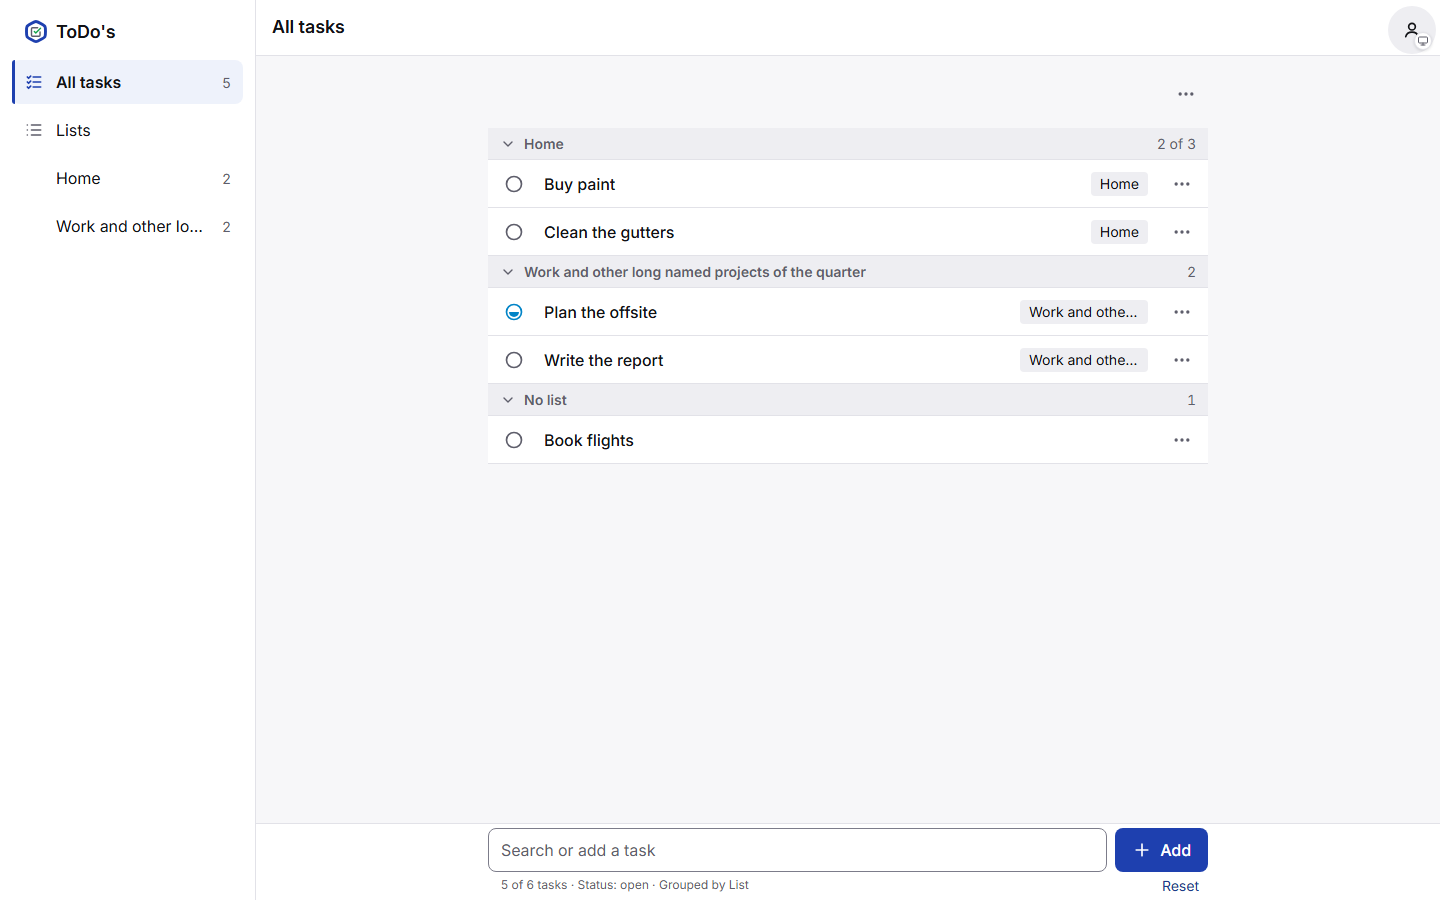 ToDo's
All tasks
All tasks 5
Lists
Home 2
Work and other lo... 2
Home 2 of 3
Buy paint Home
Clean the gutters Home
Work and other long named projects of the quarter 2
Plan the offsite Work and othe...
Write the report Work and othe...
No list 1
Book flights
Search or add a task
Add
5 of 6 tasks · Status: open · Grouped by List
Reset